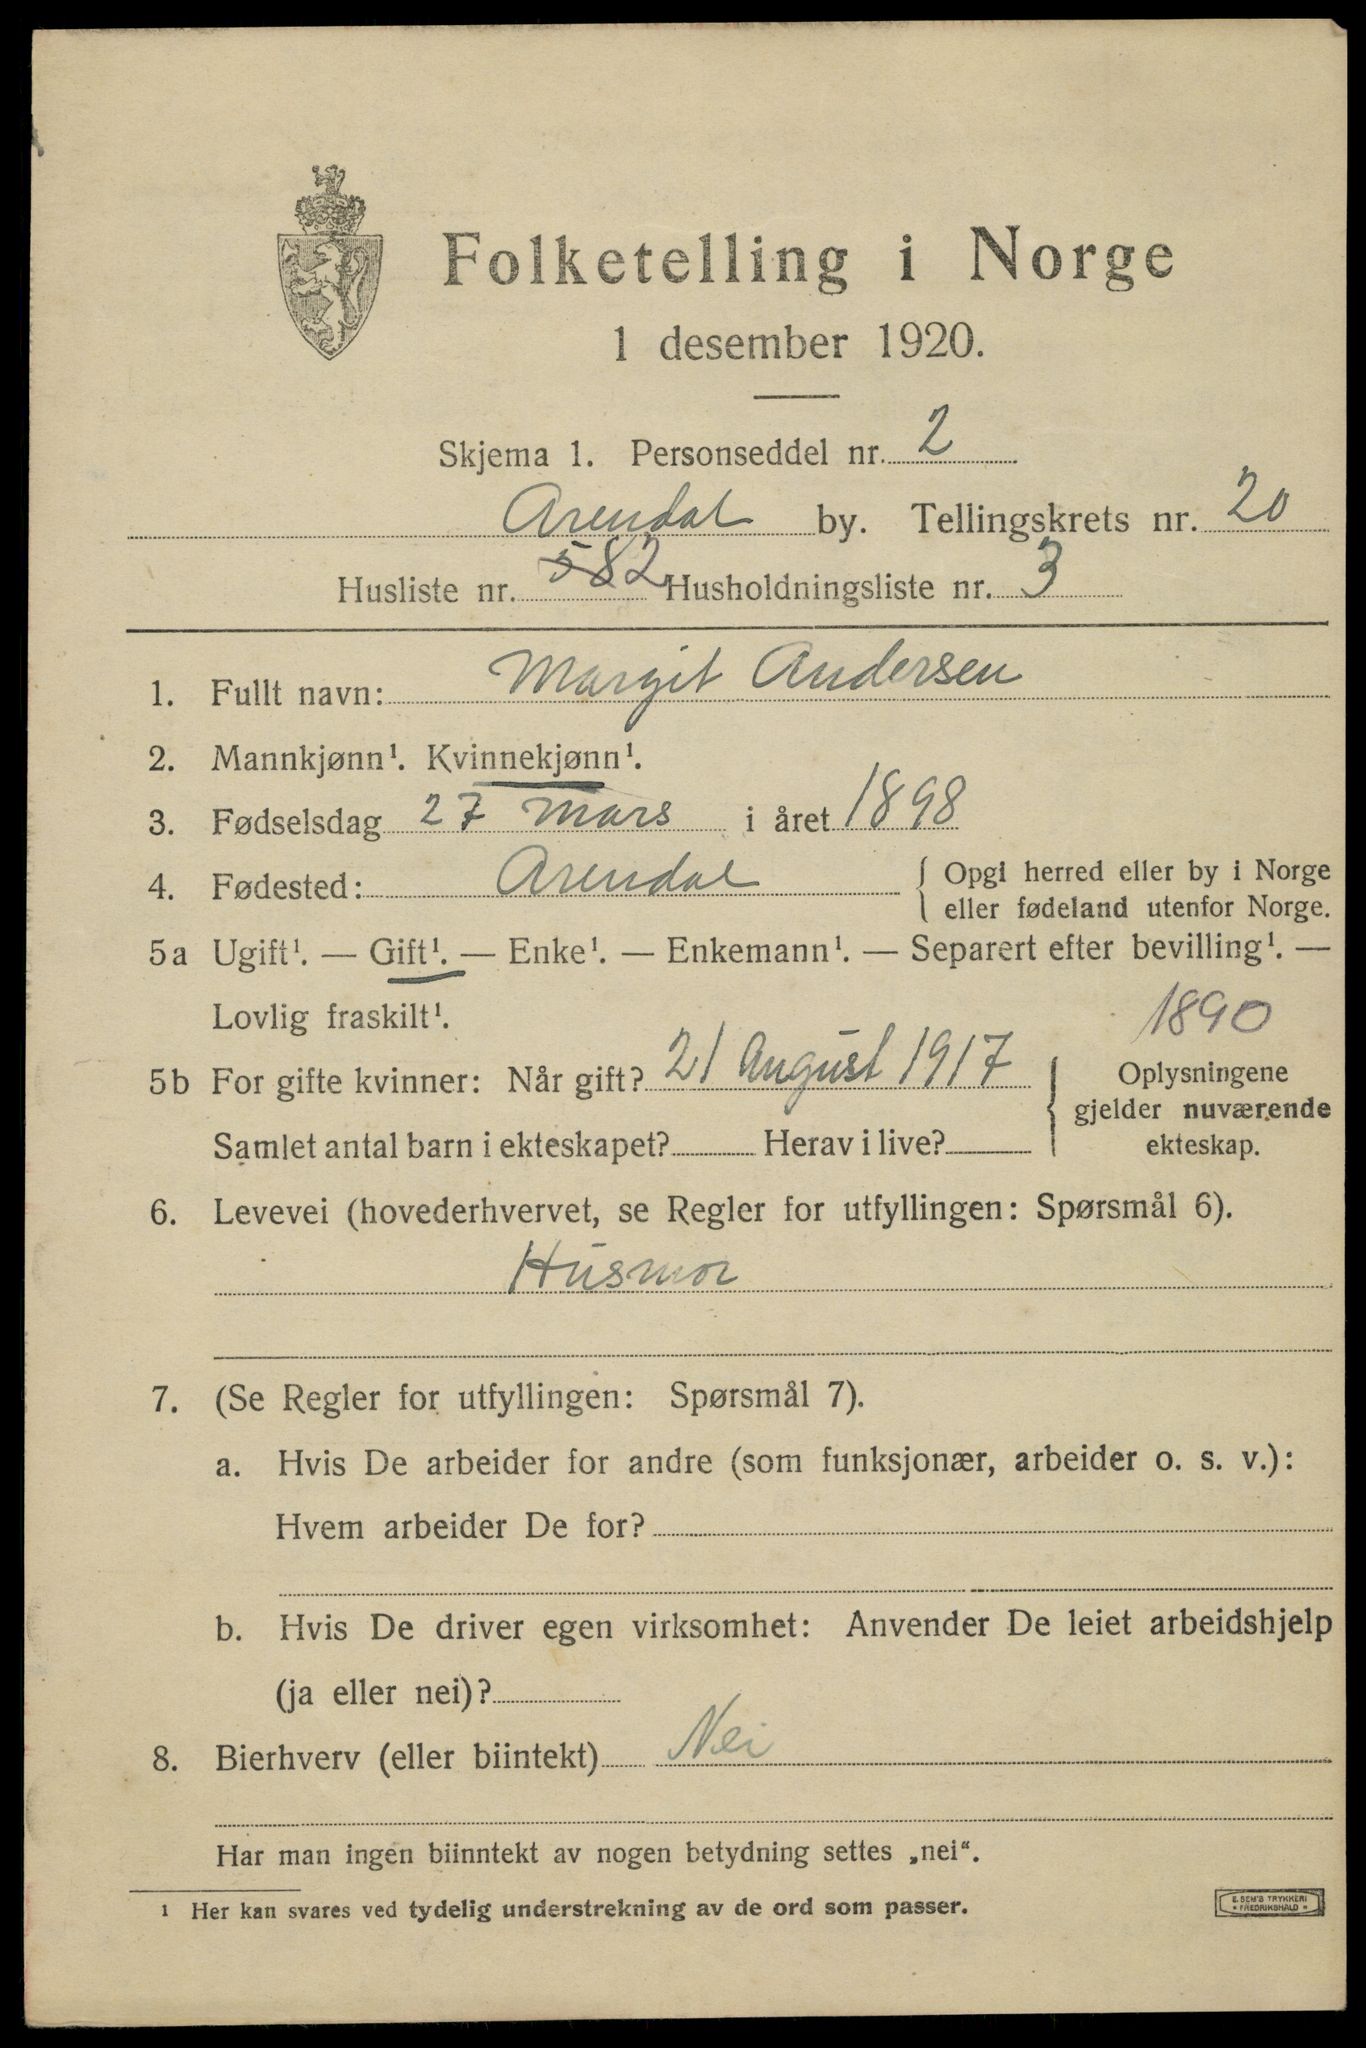 Folketelling i Norge
1 desember 1920.
Skjema 1. Personseddel nr. 2
Arendal by. Tellingskrets nr. 20
Husliste nr. 582 Husholdningsliste nr. 3
1. Fullt navn: Margit Andersen
2. Mannkjønn¹. Kvinnekjønn¹.
3. Fødselsdag 27 mars i året 1898
4. Fødested: Arendal { Opgi herred eller by i Norge
eller fødeland utenfor Norge.
5a Ugift¹. — Gift¹. — Enke¹. — Enkemann¹. — Separert efter bevilling¹. —
Lovlig fraskilt¹.
1890
5b For gifte kvinner: Når gift? 21 August 1917
Samlet antal barn i ekteskapet? Herav i live?
Oplysningene
gjelder nuværende
ekteskap.
6. Levevei (hovederhvervet, se Regler for utfyllingen: Spørsmål 6).
Husmor
7. (Se Regler for utfyllingen: Spørsmål 7).
a. Hvis De arbeider for andre (som funksjonær, arbeider o. s. v.):
Hvem arbeider De for?
b. Hvis De driver egen virksomhet: Anvender De leiet arbeidshjelp
(ja eller nei)?
8. Bierhverv (eller biintekt) Nei
Har man ingen biinntekt av nogen betydning settes „nei“.
1 Her kan svares ved tydelig understrekning av de ord som passer.
E. SEM'S TRYKKERI
* FREDRIKSHALD *